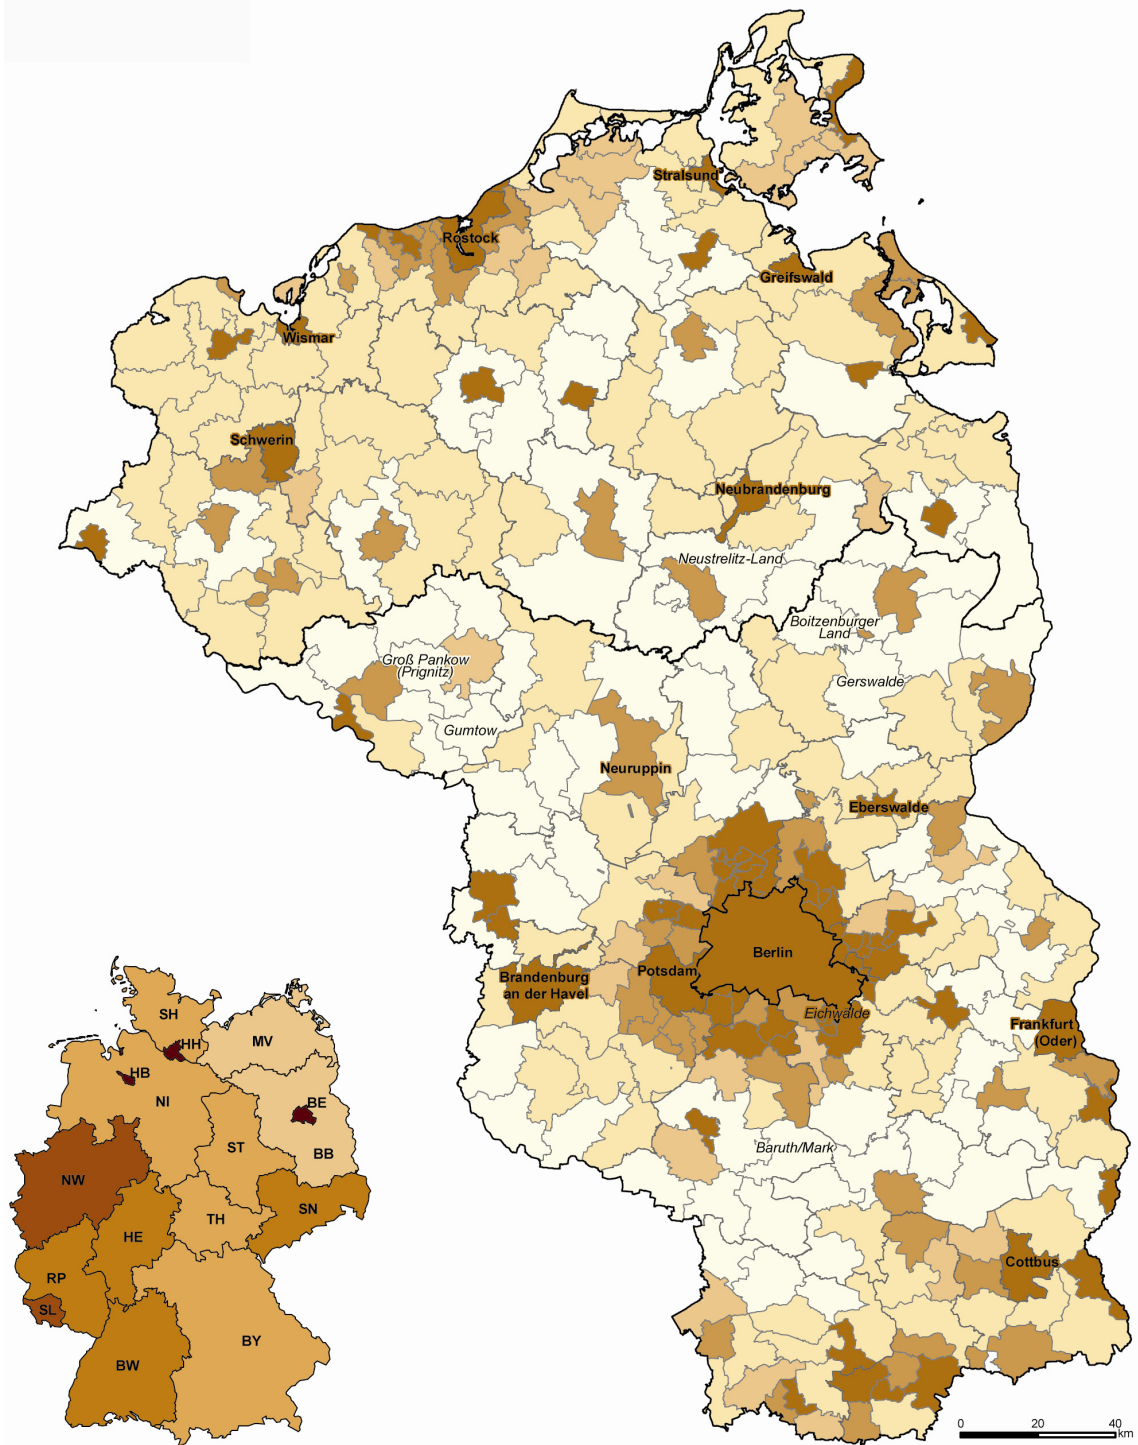 Stralsund
Rostock
Greifswald
Wismar
Schwerin
Neubrandenburg
Neustrelitz-Land
Boitzenburger
Land
Groß Pankow
(Prignitz)
Gerswalde
Gumtow
Neuruppin
Eberswalde
Berlin
Potsdam
Brandenburg
an der Havel
Eichwalde
Frankfurt
(Oder)
Baruth/Mark
Cottbus
SH
HH
MV
HB
NI
BE
ST
BB
NW
SN
TH
HE
RP
SL
BY
BW
0 20 40
km